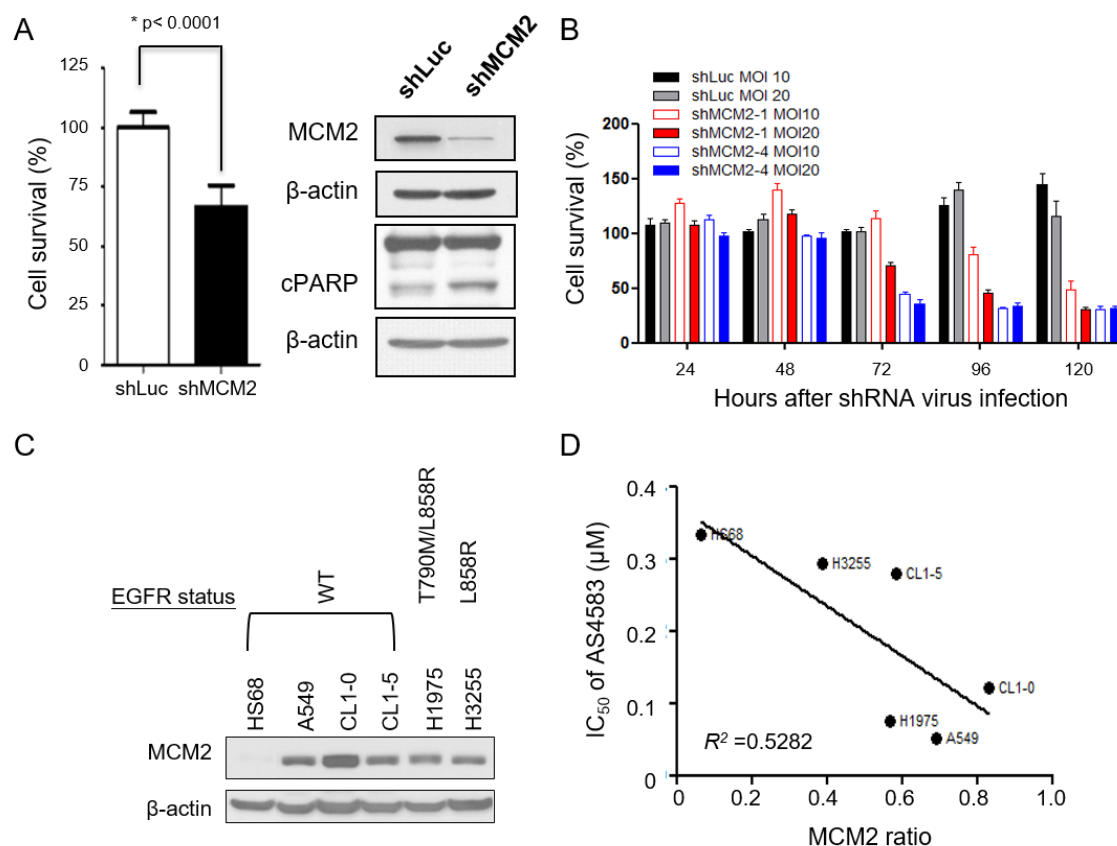 A
* p< 0.0001
Cell survival (%)
125
100
75
50
25
0
shLuc shMCM2
shLuc
shMCM2
MCM2
β-actin
cPARP
β-actin
B
shLuc MOI 10
shLuc MOI 20
shMCM2-1 MOI10
shMCM2-1 MOI20
shMCM2-4 MOI10
shMCM2-4 MOI20
Cell survival (%)
200
150
100
50
0
24 48 72 96 120
Hours after shRNA virus infection
C
EGFR status
WT
T790M/L858R
L858R
HS68
A549
CL1-0
CL1-5
H1975
H3255
MCM2
β-actin
D
IC50 of AS4583 (μM)
0.4
0.3
0.2
0.1
0
HS68
H3255
CL1-5
CL1-0
H1975
A549
R² =0.5282
0 0.2 0.4 0.6 0.8 1.0
MCM2 ratio